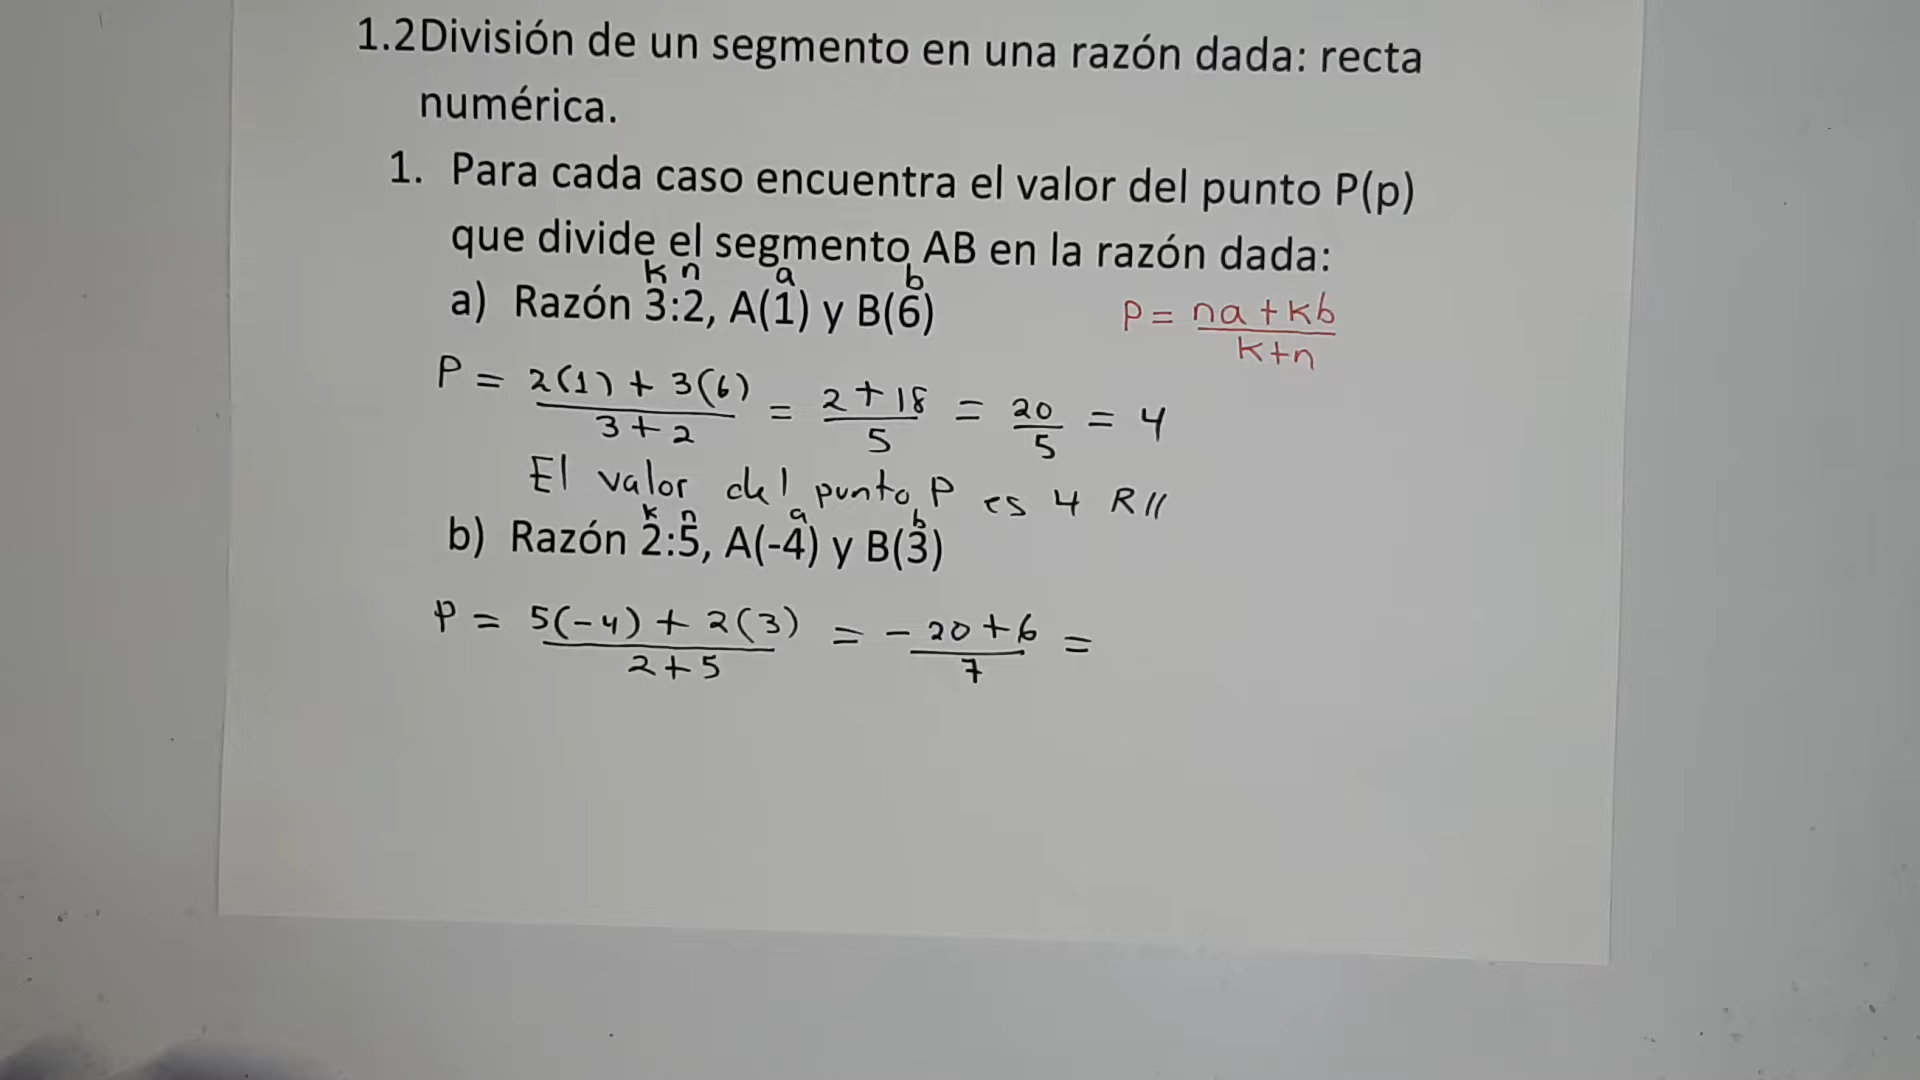 1.2División de un segmento en una razón dada: recta
numérica.
1. Para cada caso encuentra el valor del punto P(p)
que divide el segmento AB en la razón dada:
k n a b
a) Razón 3:2, A(1) y B(6)
P = na + kb
k+n
P = 2(1) + 3(6) = 2 + 18 = 20 = 4
3 + 2 5 5
El valor del punto P es 4 R//
k n a b
b) Razón 2:5, A(-4) y B(3)
P = 5(-4) + 2(3) = - 20 + 6 =
2 + 5 7